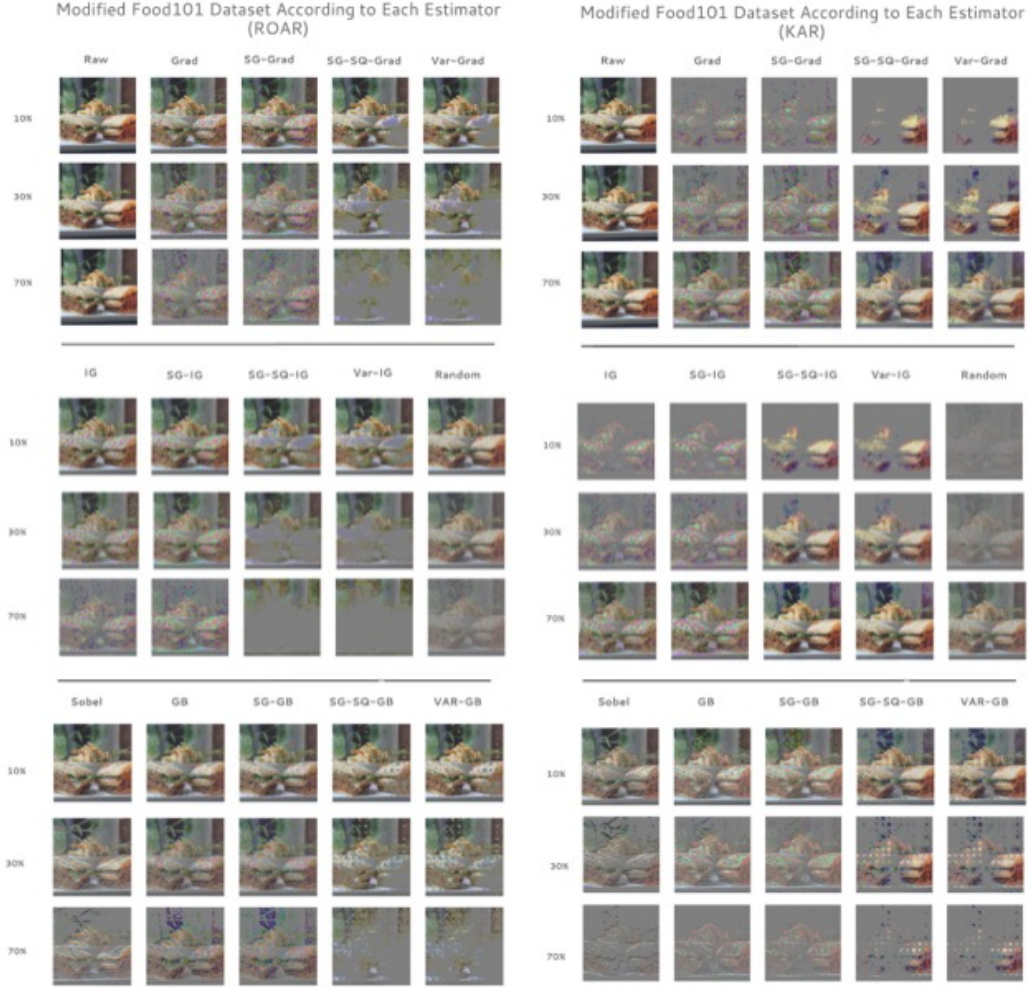 Modified Food101 Dataset According to Each Estimator
(ROAR)
Raw Grad SG-Grad SG-SQ-Grad Var-Grad
10%
30%
70%
IG SG-IG SG-SQ-IG Var-IG Random
10%
30%
70%
Sobel GB SG-GB SG-SQ-GB VAR-GB
10%
30%
70%
Modified Food101 Dataset According to Each Estimator
(KAR)
Raw Grad SG-Grad SG-SQ-Grad Var-Grad
10%
30%
70%
IG SG-IG SG-SQ-IG Var-IG Random
10%
30%
70%
Sobel GB SG-GB SG-SQ-GB VAR-GB
10%
30%
70%